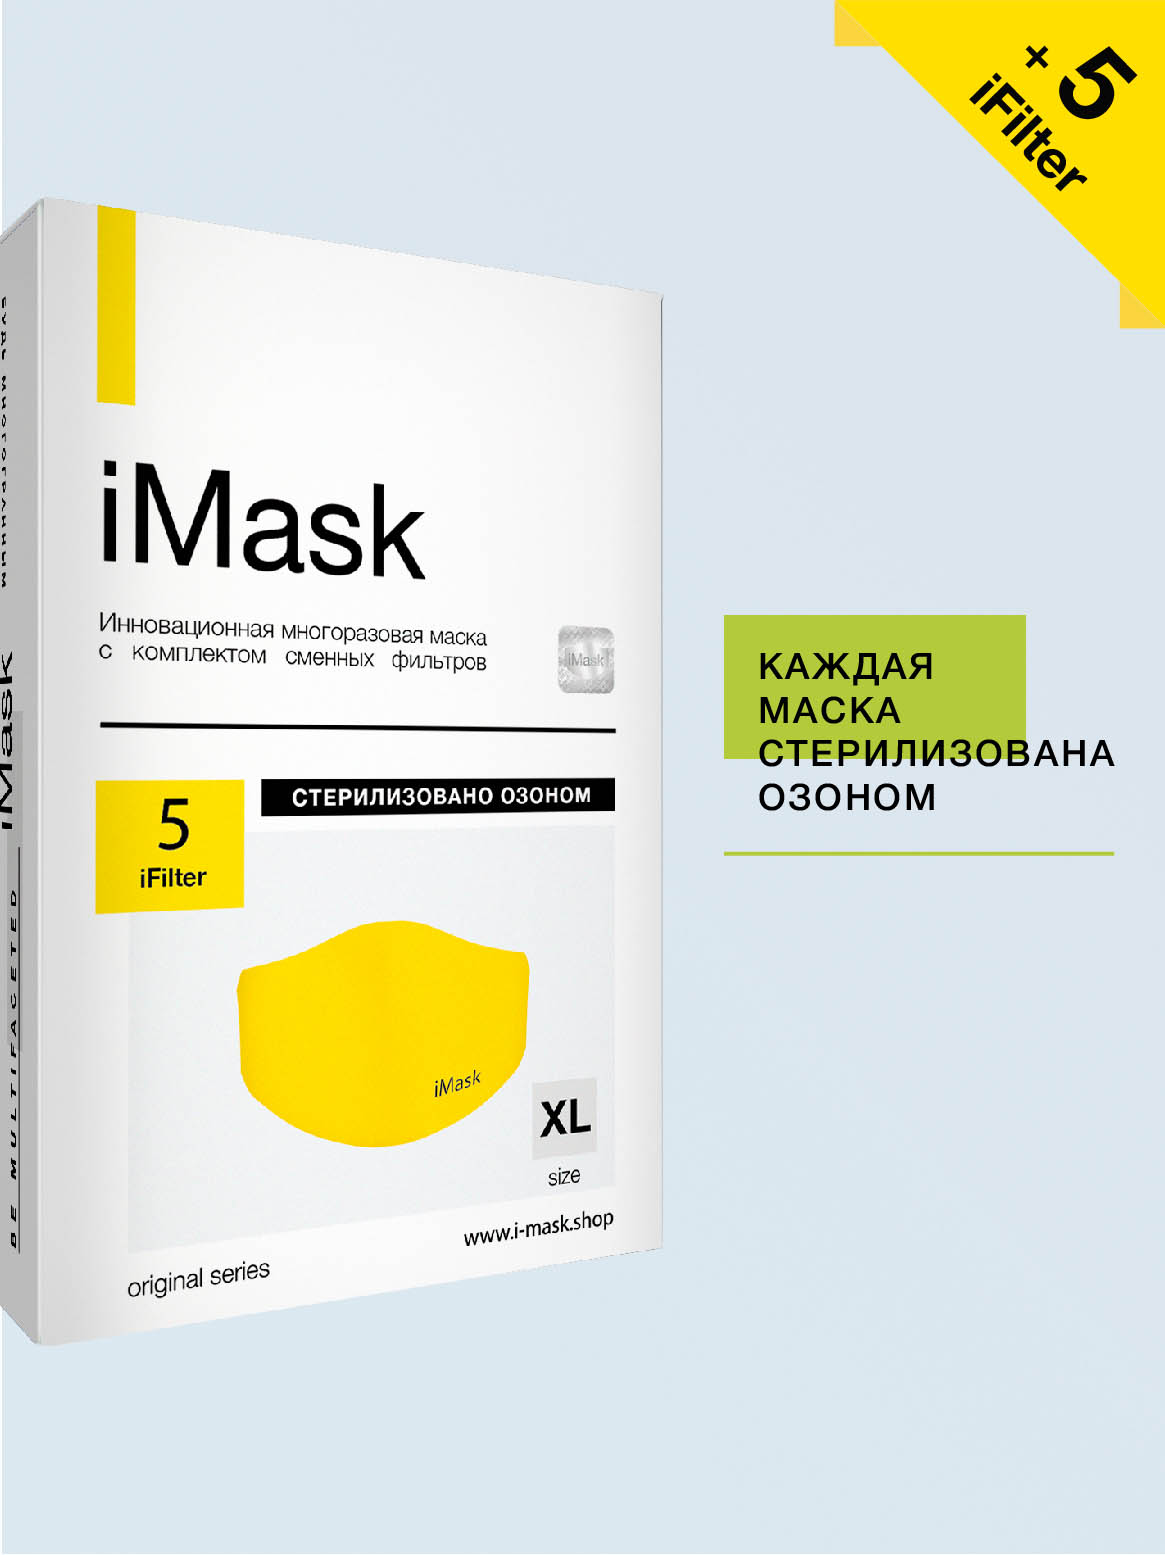 + 5
iFilter
iMask
Инновационная многоразовая маска
с комплектом сменных фильтров
iMask
5
iFilter
СТЕРИЛИЗОВАНО ОЗОНОМ
iMask
XL
size
www.i-mask.shop
original series
iMask
BE MULTIFACETED
КАЖДАЯ
МАСКА
СТЕРИЛИЗОВАНА
ОЗОНОМ